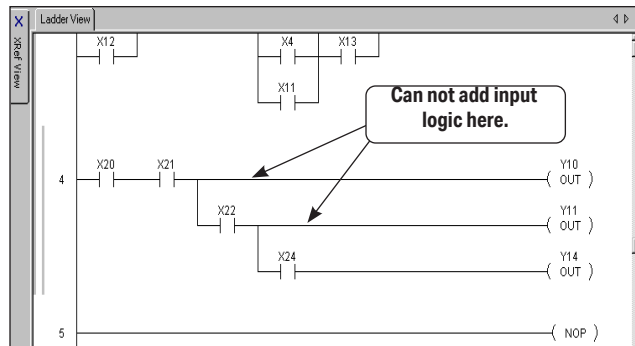 X
XRef View
Ladder View
X12
X4
X13
X11
Can not add input
logic here.
4
X20
X21
Y10
OUT
X22
Y11
OUT
X24
Y14
OUT
5
NOP